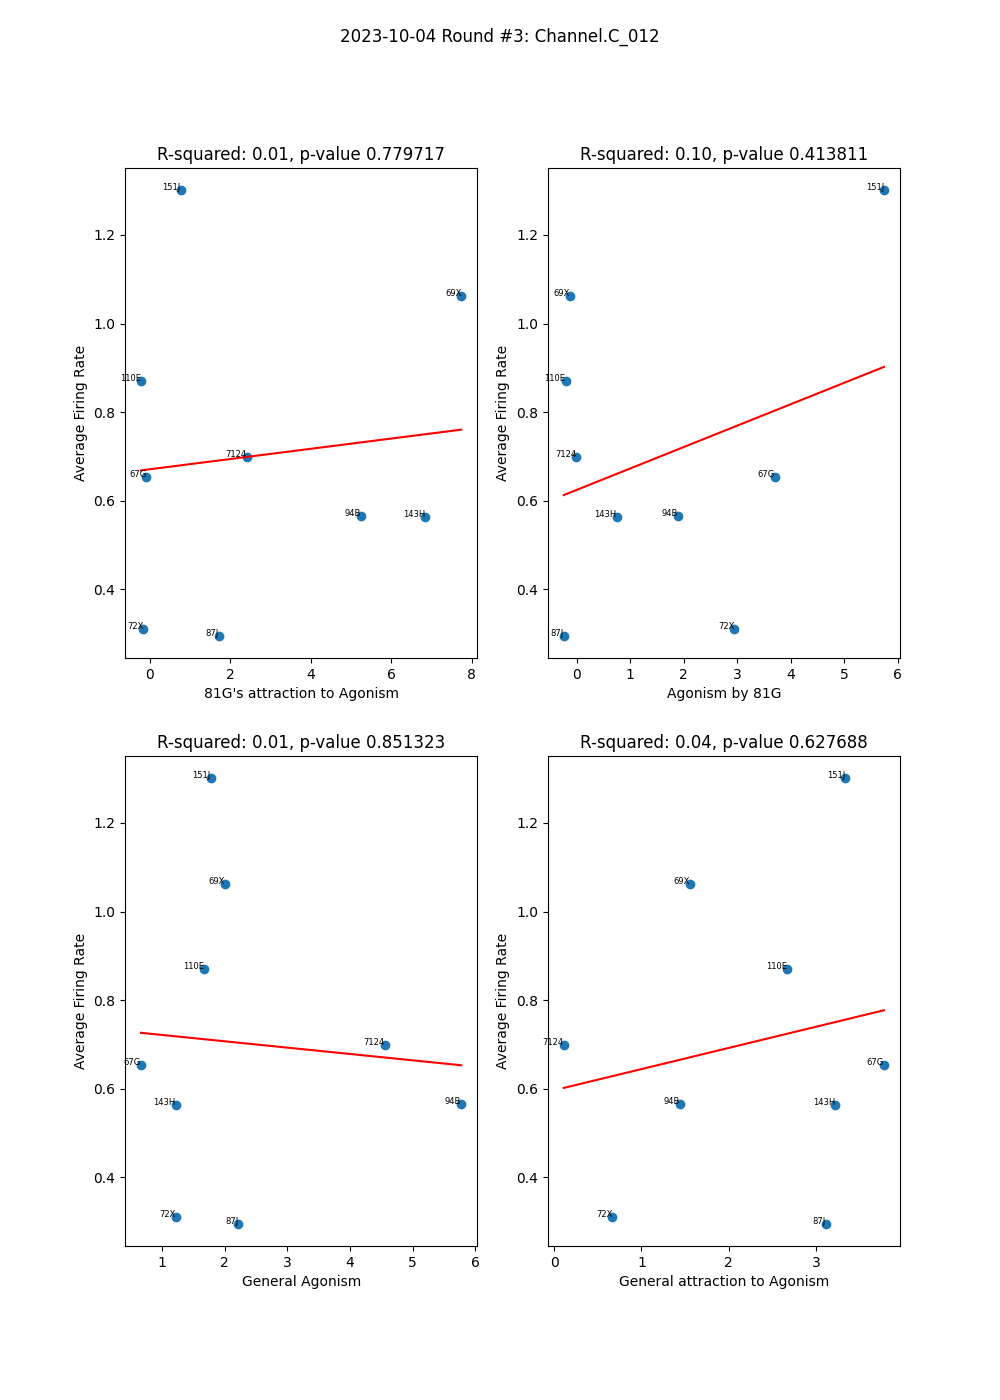 2023-10-04 Round #3: Channel.C_012
R-squared: 0.01, p-value 0.779717
Average Firing Rate
1.2
1.0
0.8
0.6
0.4
151J
69X
110E
7124
67G
94B
143H
72X
87J
0 2 4 6 8
81G's attraction to Agonism
R-squared: 0.10, p-value 0.413811
Average Firing Rate
1.2
1.0
0.8
0.6
0.4
151J
69X
110E
7124
67G
143H
94B
72X
87J
0 1 2 3 4 5 6
Agonism by 81G
R-squared: 0.01, p-value 0.851323
Average Firing Rate
1.2
1.0
0.8
0.6
0.4
151J
69X
110E
7124
67G
143H
94B
72X
87J
1 2 3 4 5 6
General Agonism
R-squared: 0.04, p-value 0.627688
Average Firing Rate
1.2
1.0
0.8
0.6
0.4
151J
69X
110E
7124
67G
94B
143H
72X
87J
0 1 2 3
General attraction to Agonism